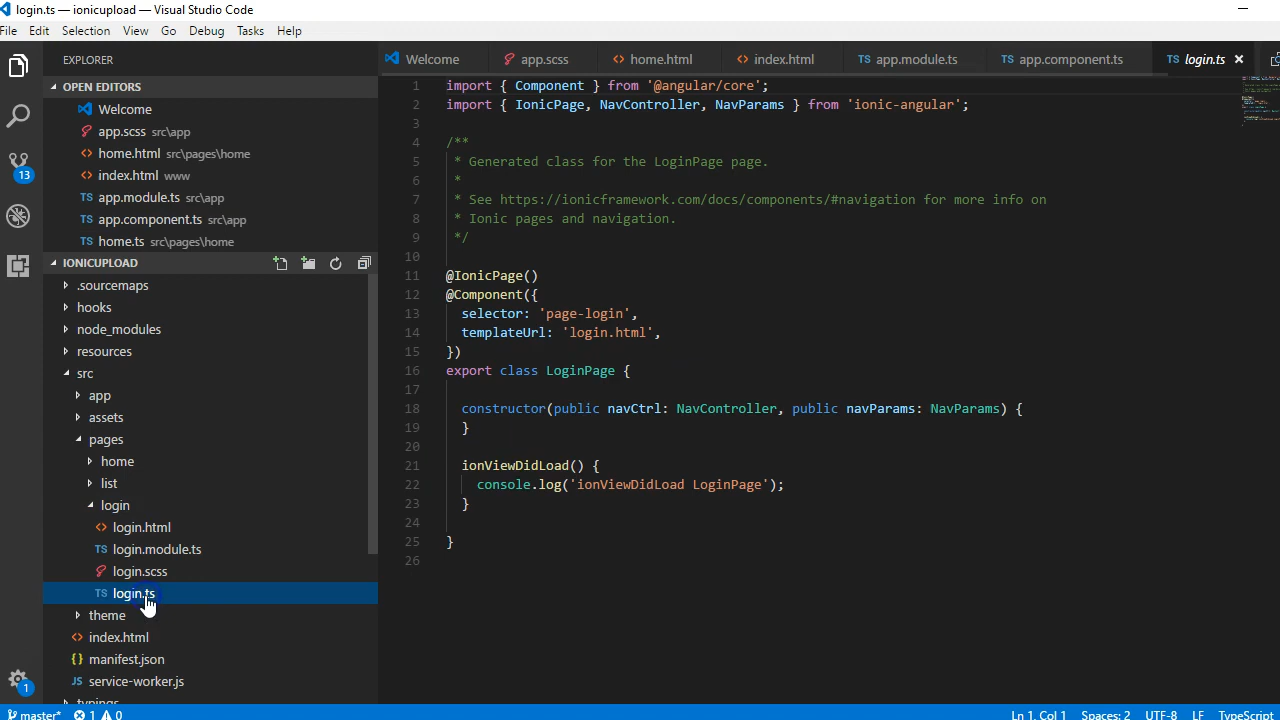 login.ts — ionicupload — Visual Studio Code
File Edit Selection View Go Debug Tasks Help
EXPLORER
Welcome app.scss home.html index.html app.module.ts app.component.ts login.ts
OPEN EDITORS
Welcome
app.scss src\app
home.html src\pages\home
index.html www
app.module.ts src\app
app.component.ts src\app
home.ts src\pages\home
IONICUPLOAD
.sourcemaps
hooks
node_modules
resources
src
app
assets
pages
home
list
login
login.html
login.module.ts
login.scss
login.ts
theme
index.html
manifest.json
service-worker.js
typings
13
1
1 import { Component } from '@angular/core';
2 import { IonicPage, NavController, NavParams } from 'ionic-angular';
3
4 /**
5 * Generated class for the LoginPage page.
6 *
7 * See https://ionicframework.com/docs/components/#navigation for more info on
8 * Ionic pages and navigation.
9 */
10
11 @IonicPage()
12 @Component({
13 selector: 'page-login',
14 templateUrl: 'login.html',
15 })
16 export class LoginPage {
17
18 constructor(public navCtrl: NavController, public navParams: NavParams) {
19 }
20
21 ionViewDidLoad() {
22 console.log('ionViewDidLoad LoginPage');
23 }
24
25 }
26
master* 1 0 Ln 1, Col 1 Spaces: 2 UTF-8 LF TypeScript